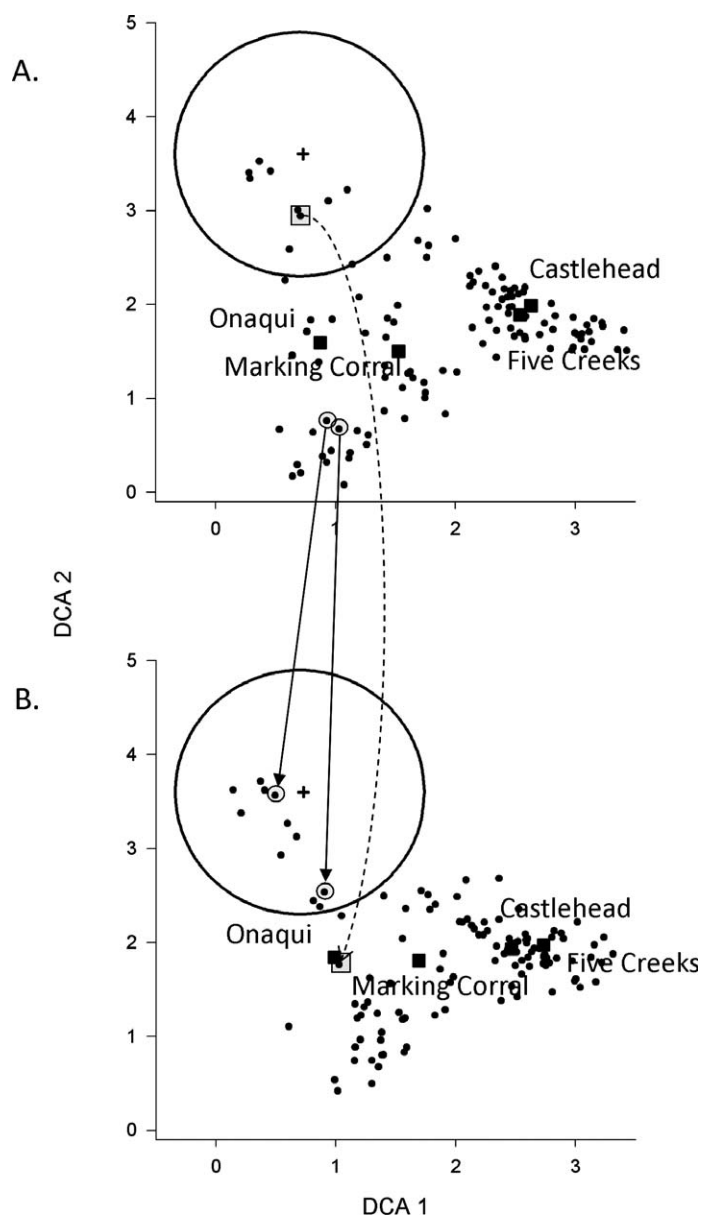 A.
5
4
3
2
1
0
Castlehead
Onaqui
Marking Corral
Five Creeks
0 1 2 3
DCA 2
B.
5
4
3
2
1
0
Castlehead
Onaqui
Five Creeks
Marking Corral
0 1 2 3
DCA 1